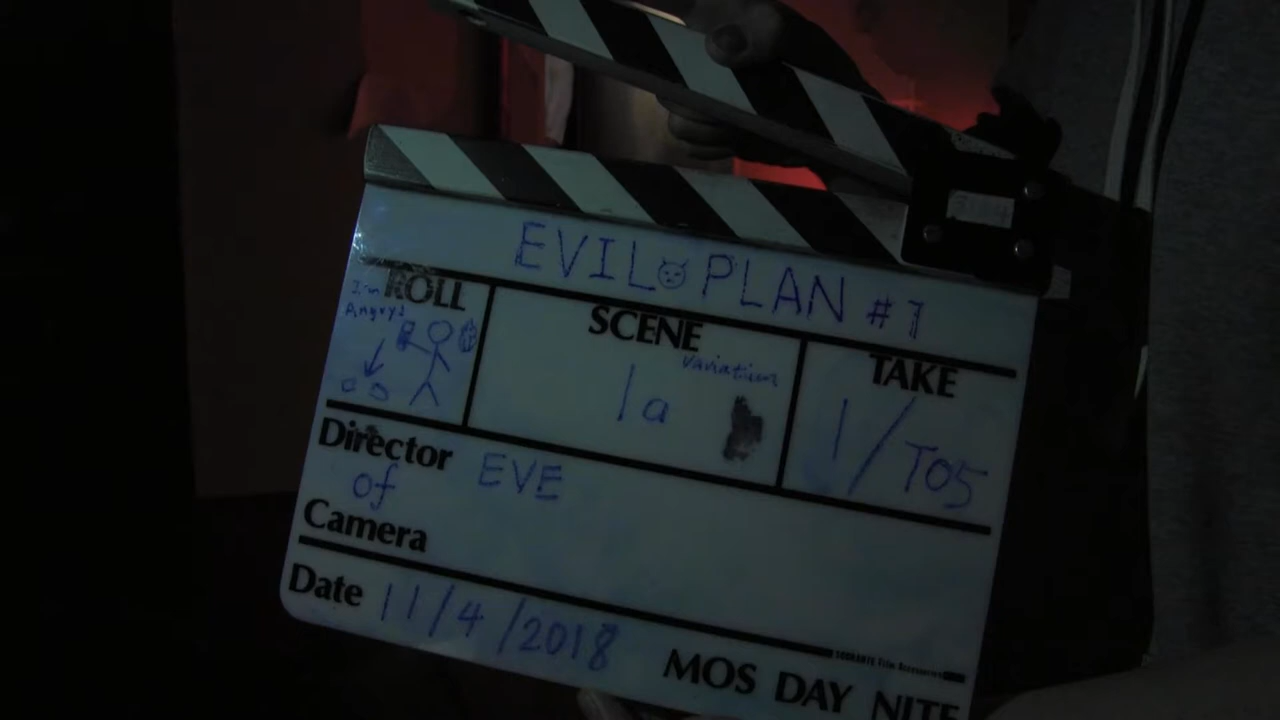 EVIL PLAN #1
ROLL
I'm
Angry!
SCENE
1a
variation
TAKE
1/TO5
Director EVE
of
Camera
Date 11/4/2018
MOS DAY NITE